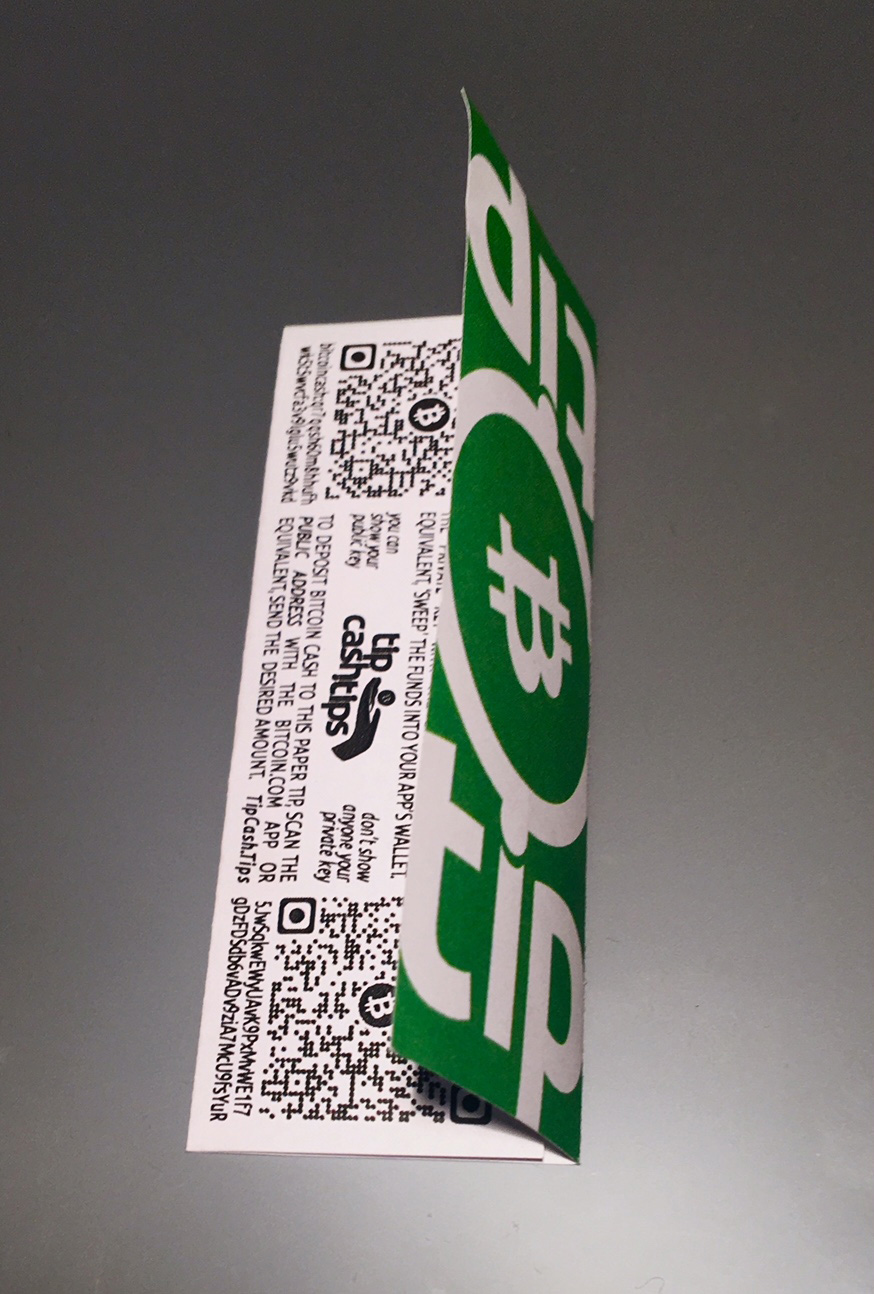 tip
tip
EQUIVALENT, 'SWEEP' THE FUNDS INTO YOUR APP'S WALLET.
you can
show your
public key
tip
cashtips
don't show
anyone your
private key
TO DEPOSIT BITCOIN CASH TO THIS PAPER TIP, SCAN THE
PUBLIC ADDRESS WITH THE BITCOIN.COM APP OR
EQUIVALENT, SEND THE DESIRED AMOUNT. TipCash.Tips